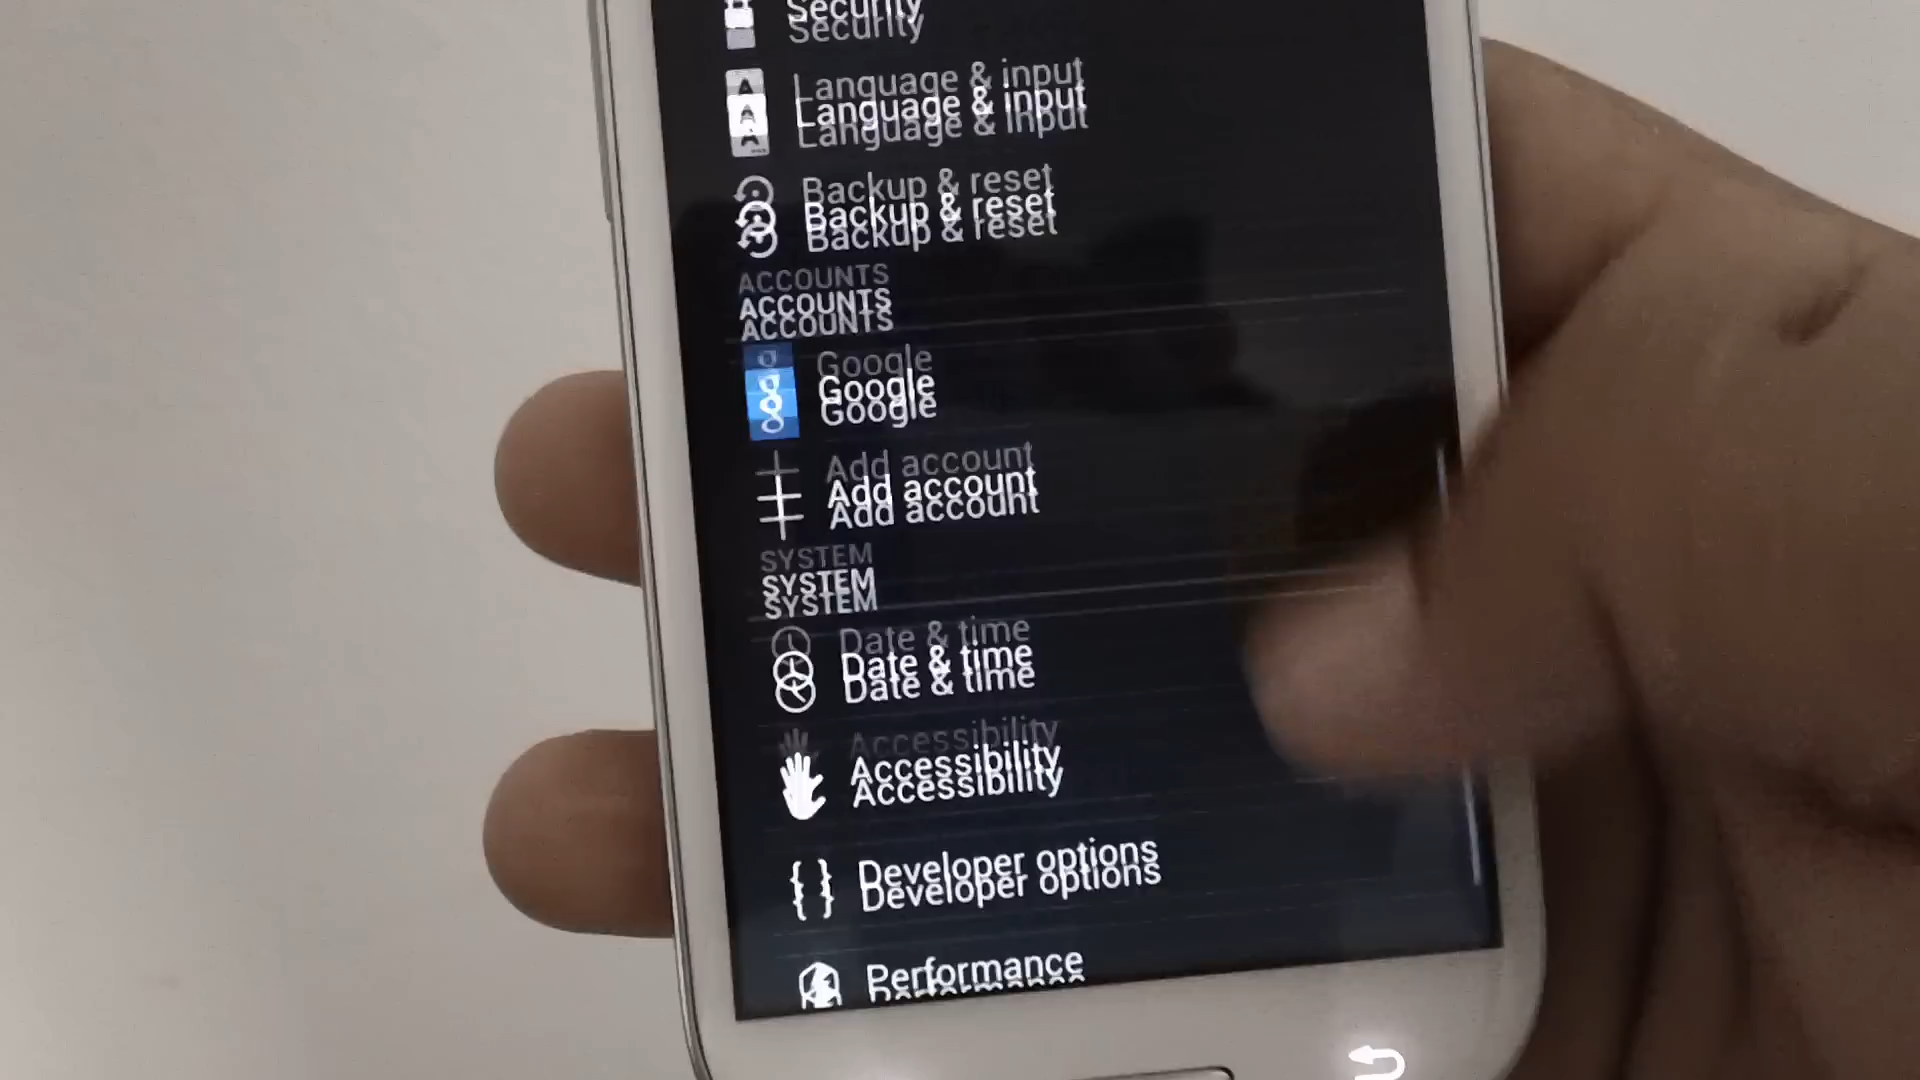 Security
Language & input
Backup & reset
ACCOUNTS
Google
Add account
SYSTEM
Date & time
Accessibility
Developer options
Performance